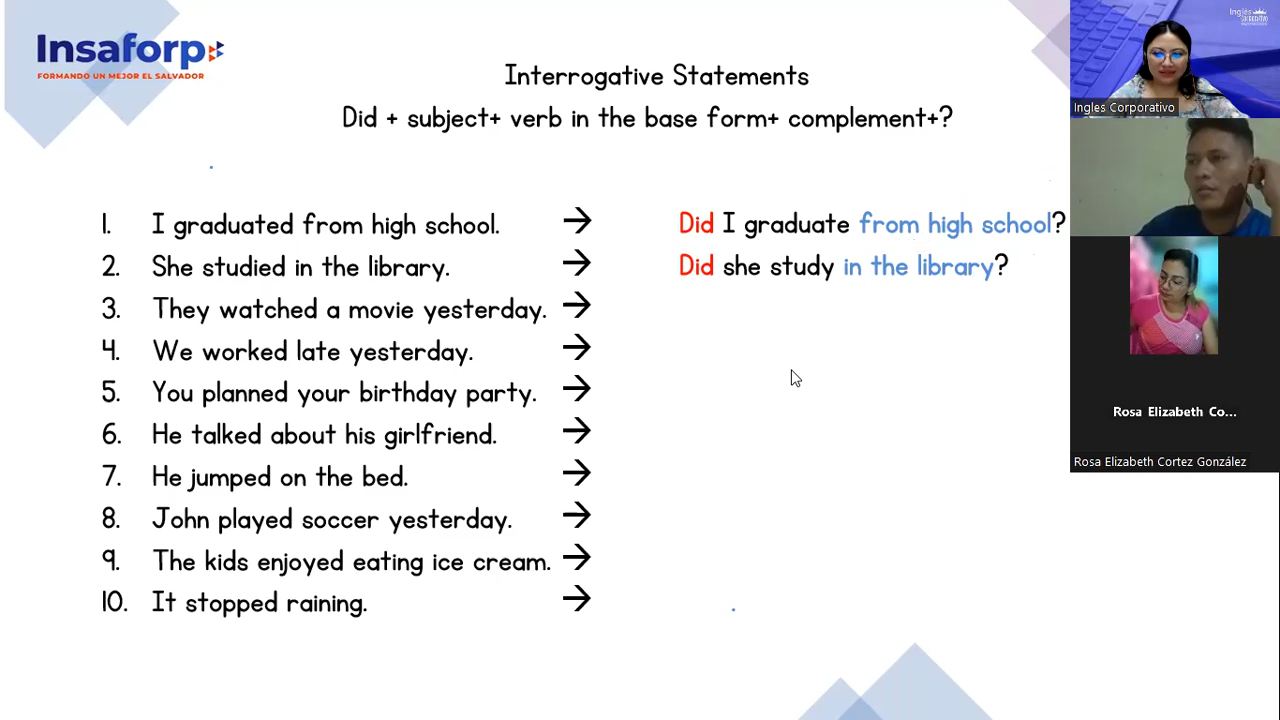 Insaforp
FORMANDO UN MEJOR EL SALVADOR
Interrogative Statements
Did + subject+ verb in the base form+ complement+?
1. I graduated from high school. → Did I graduate from high school?
2. She studied in the library. → Did she study in the library?
3. They watched a movie yesterday. →
4. We worked late yesterday. →
5. You planned your birthday party. →
6. He talked about his girlfriend. →
7. He jumped on the bed. →
8. John played soccer yesterday. →
9. The kids enjoyed eating ice cream. →
10. It stopped raining. →
Inglés
Ingles Corporativo
Rosa Elizabeth Co...
Rosa Elizabeth Cortez González